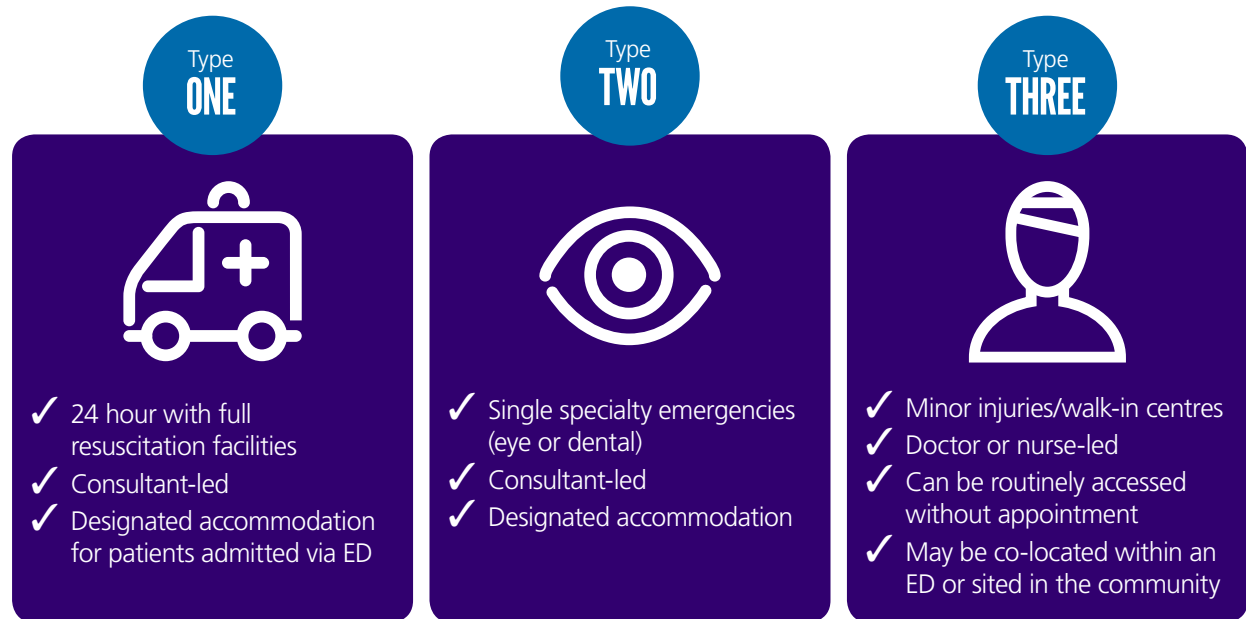 Type
ONE
✓ 24 hour with full
resuscitation facilities
✓ Consultant-led
✓ Designated accommodation
for patients admitted via ED
Type
TWO
✓ Single specialty emergencies
(eye or dental)
✓ Consultant-led
✓ Designated accommodation
Type
THREE
✓ Minor injuries/walk-in centres
✓ Doctor or nurse-led
✓ Can be routinely accessed
without appointment
✓ May be co-located within an
ED or sited in the community